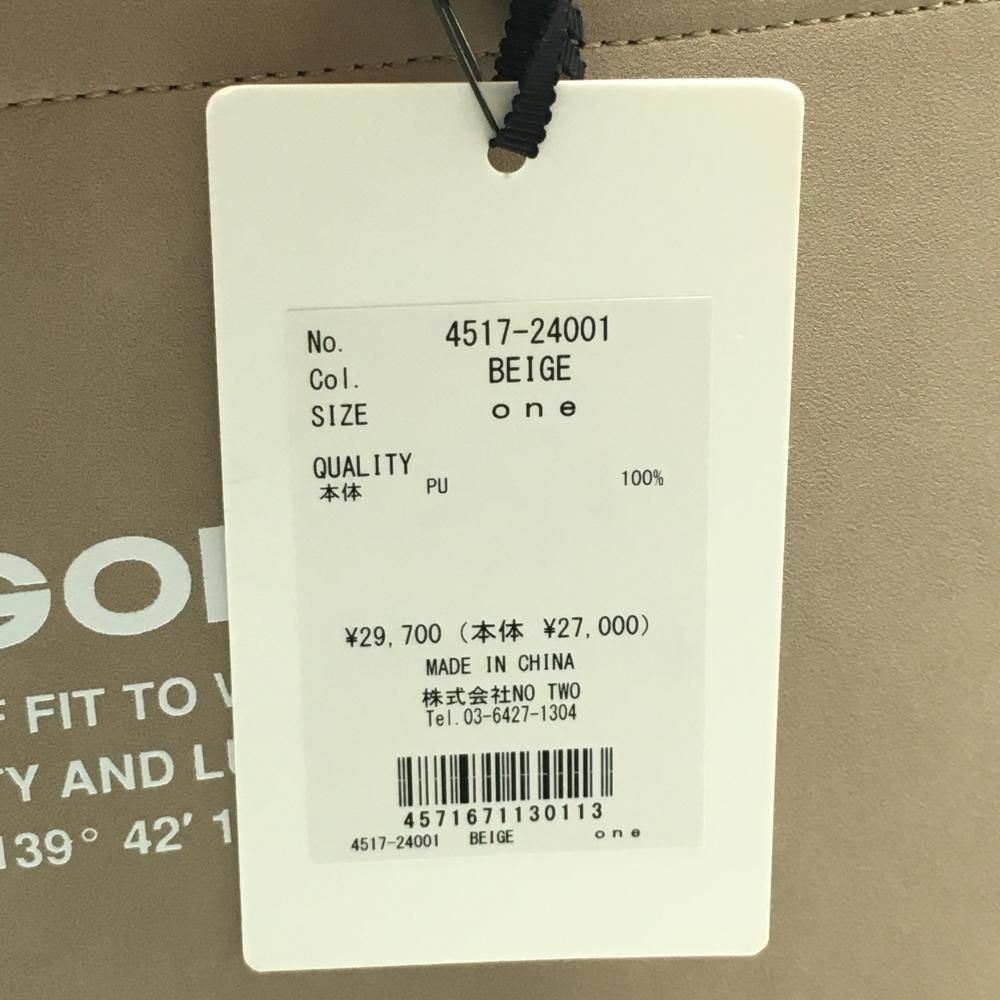 No. 4517-24001
Col. BEIGE
SIZE one
QUALITY
本体 PU 100%
¥29,700 (本体 ¥27,000)
MADE IN CHINA
株式会社NO TWO
Tel.03-6427-1304
4571671130113
4517-24001 BEIGE one
FIT TO
AND
139° 42′ 1